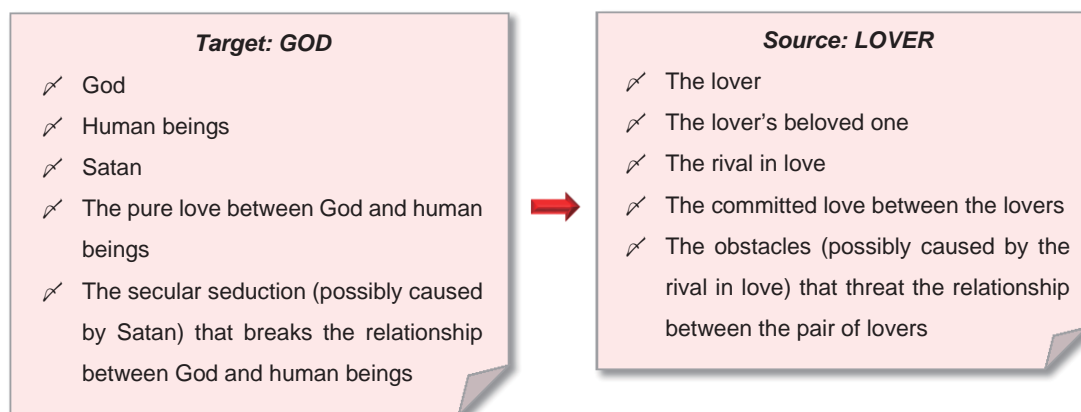 Target: GOD
God
Human beings
Satan
The pure love between God and human
beings
The secular seduction (possibly caused
by Satan) that breaks the relationship
between God and human beings
Source: LOVER
The lover
The lover's beloved one
The rival in love
The committed love between the lovers
The obstacles (possibly caused by the
rival in love) that threat the relationship
between the pair of lovers